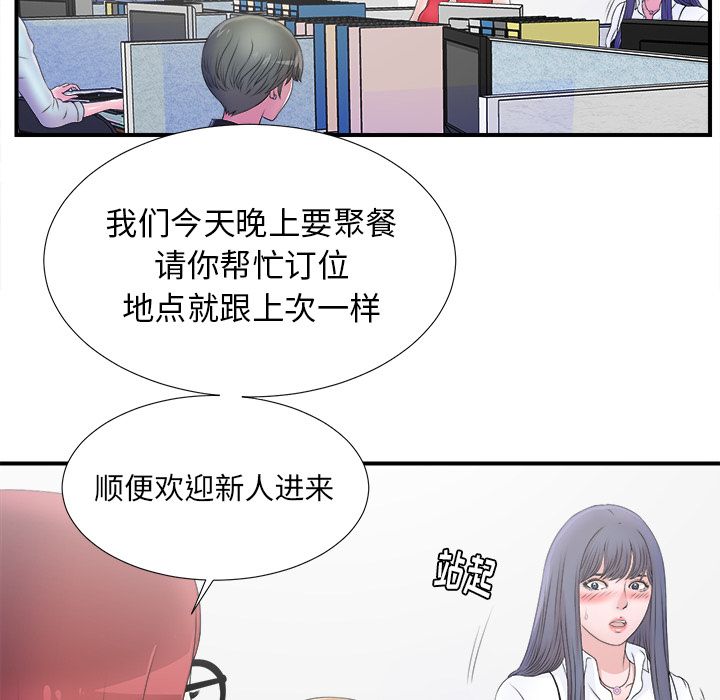 我们今天晚上要聚餐
请你帮忙订位
地点就跟上次一样
顺便欢迎新人进来
站起